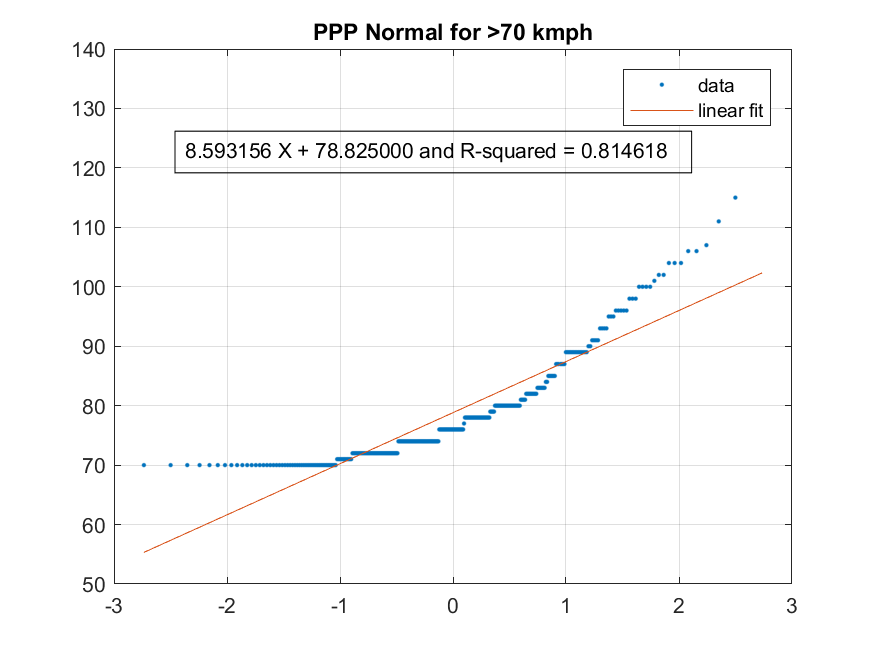 PPP Normal for >70 kmph
140
130
120
110
100
90
80
70
60
50
data
linear fit
8.593156 X + 78.825000 and R-squared = 0.814618
-3 -2 -1 0 1 2 3